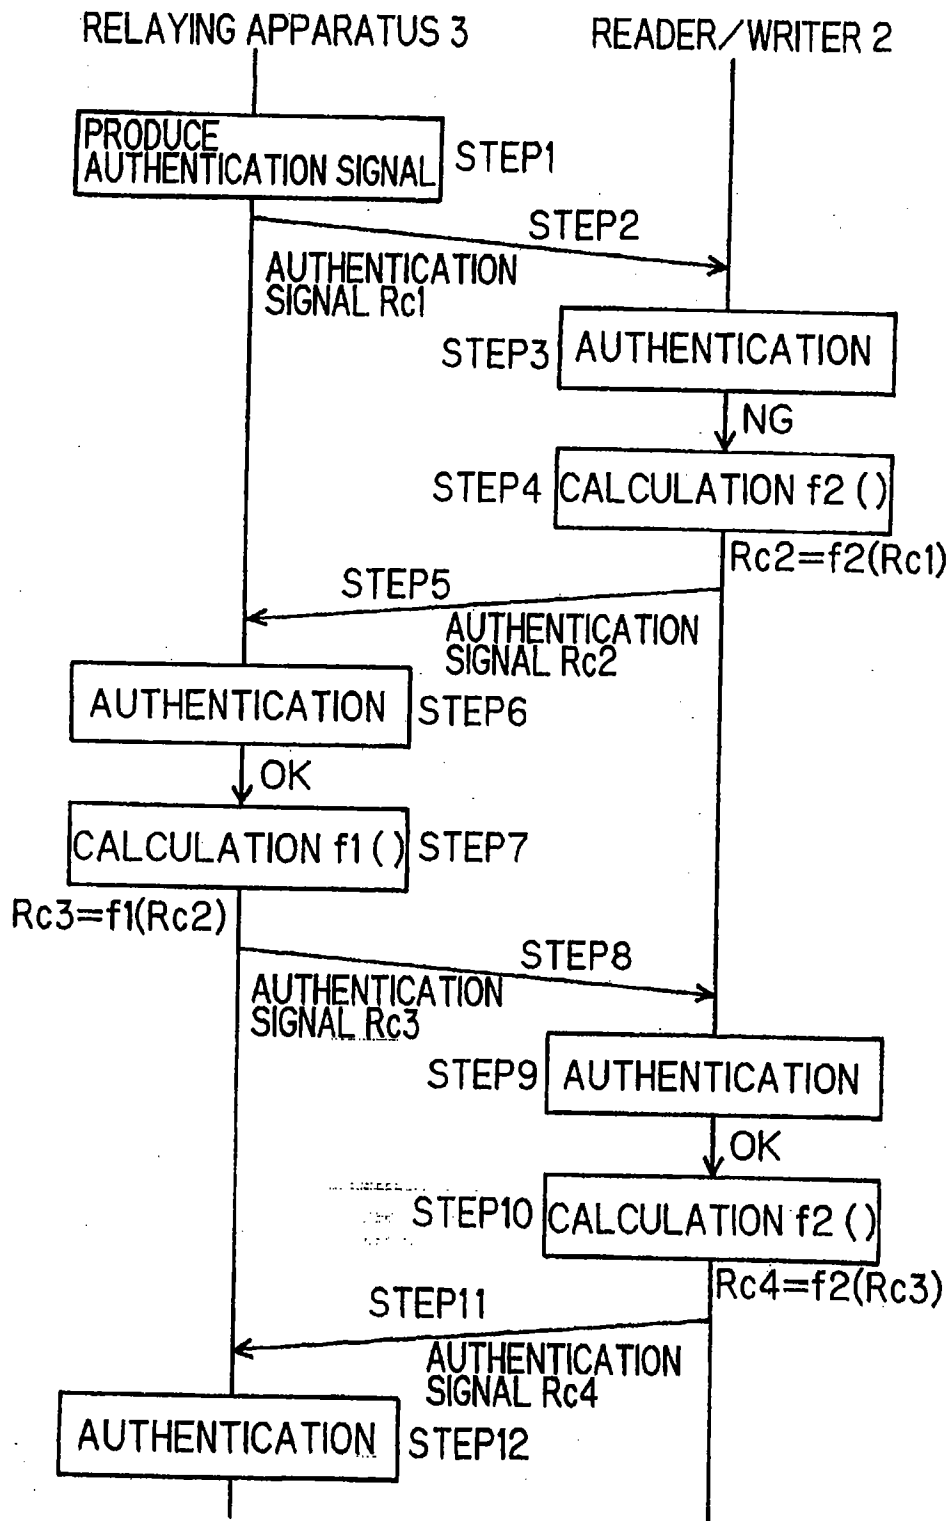 RELAYING APPARATUS 3
READER/WRITER 2
PRODUCE
AUTHENTICATION SIGNAL
STEP1
STEP2
AUTHENTICATION
SIGNAL Rc1
STEP3
AUTHENTICATION
NG
STEP4
CALCULATION f2 ( )
Rc2=f2(Rc1)
STEP5
AUTHENTICATION
SIGNAL Rc2
AUTHENTICATION
STEP6
OK
CALCULATION f1 ( )
STEP7
Rc3=f1(Rc2)
STEP8
AUTHENTICATION
SIGNAL Rc3
STEP9
AUTHENTICATION
OK
STEP10
CALCULATION f2 ( )
Rc4=f2(Rc3)
STEP11
AUTHENTICATION
SIGNAL Rc4
AUTHENTICATION
STEP12